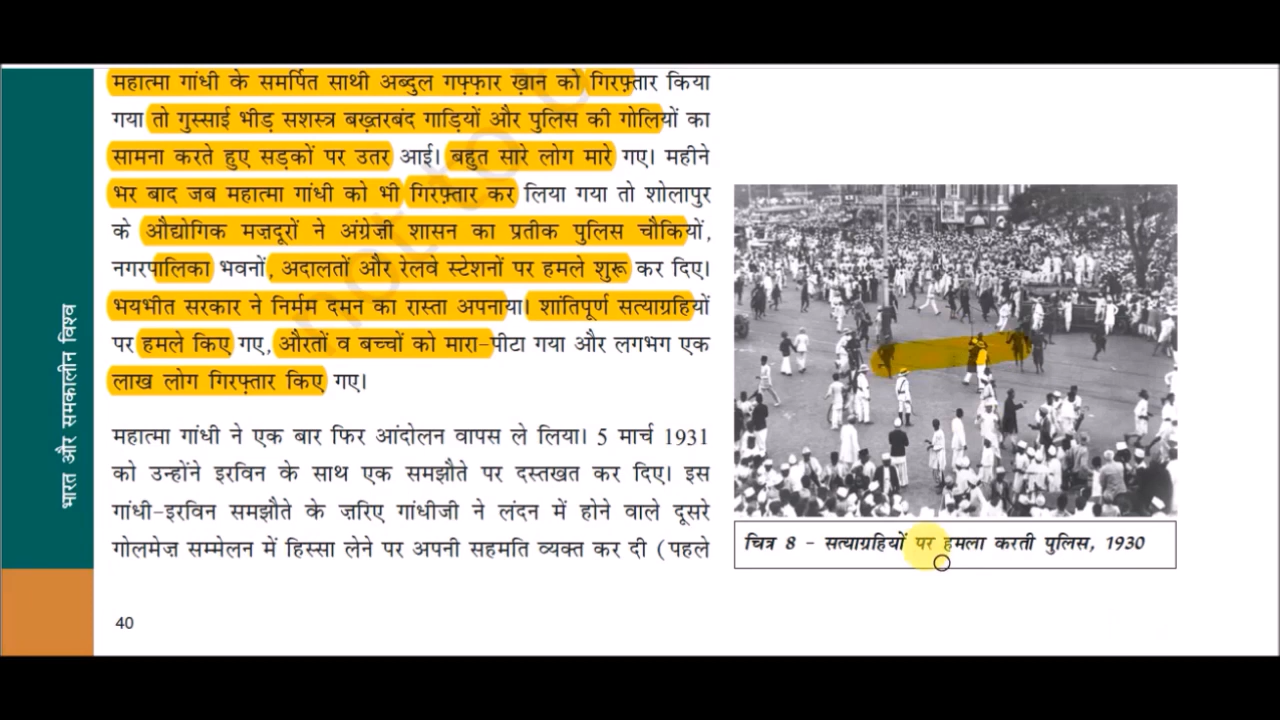 महात्मा गांधी के समर्पित साथी अब्दुल गफ़्फ़ार ख़ान को गिरफ़्तार किया
गया तो गुस्साई भीड़ सशस्त्र बख़्तरबंद गाड़ियों और पुलिस की गोलियों का
सामना करते हुए सड़कों पर उतर आई। बहुत सारे लोग मारे गए। महीने
भर बाद जब महात्मा गांधी को भी गिरफ़्तार कर लिया गया तो शोलापुर
के औद्योगिक मज़दूरों ने अंग्रेज़ी शासन का प्रतीक पुलिस चौकियों,
नगरपालिका भवनों, अदालतों और रेलवे स्टेशनों पर हमले शुरू कर दिए।
भयभीत सरकार ने निर्मम दमन का रास्ता अपनाया। शांतिपूर्ण सत्याग्रहियों
पर हमले किए गए, औरतों व बच्चों को मारा-पीटा गया और लगभग एक
लाख लोग गिरफ़्तार किए गए।
महात्मा गांधी ने एक बार फिर आंदोलन वापस ले लिया। 5 मार्च 1931
को उन्होंने इरविन के साथ एक समझौते पर दस्तखत कर दिए। इस
गांधी-इरविन समझौते के ज़रिए गांधीजी ने लंदन में होने वाले दूसरे
गोलमेज़ सम्मेलन में हिस्सा लेने पर अपनी सहमति व्यक्त कर दी (पहले
40
भारत और समकालीन विश्व
चित्र 8 - सत्याग्रहियों पर हमला करती पुलिस, 1930